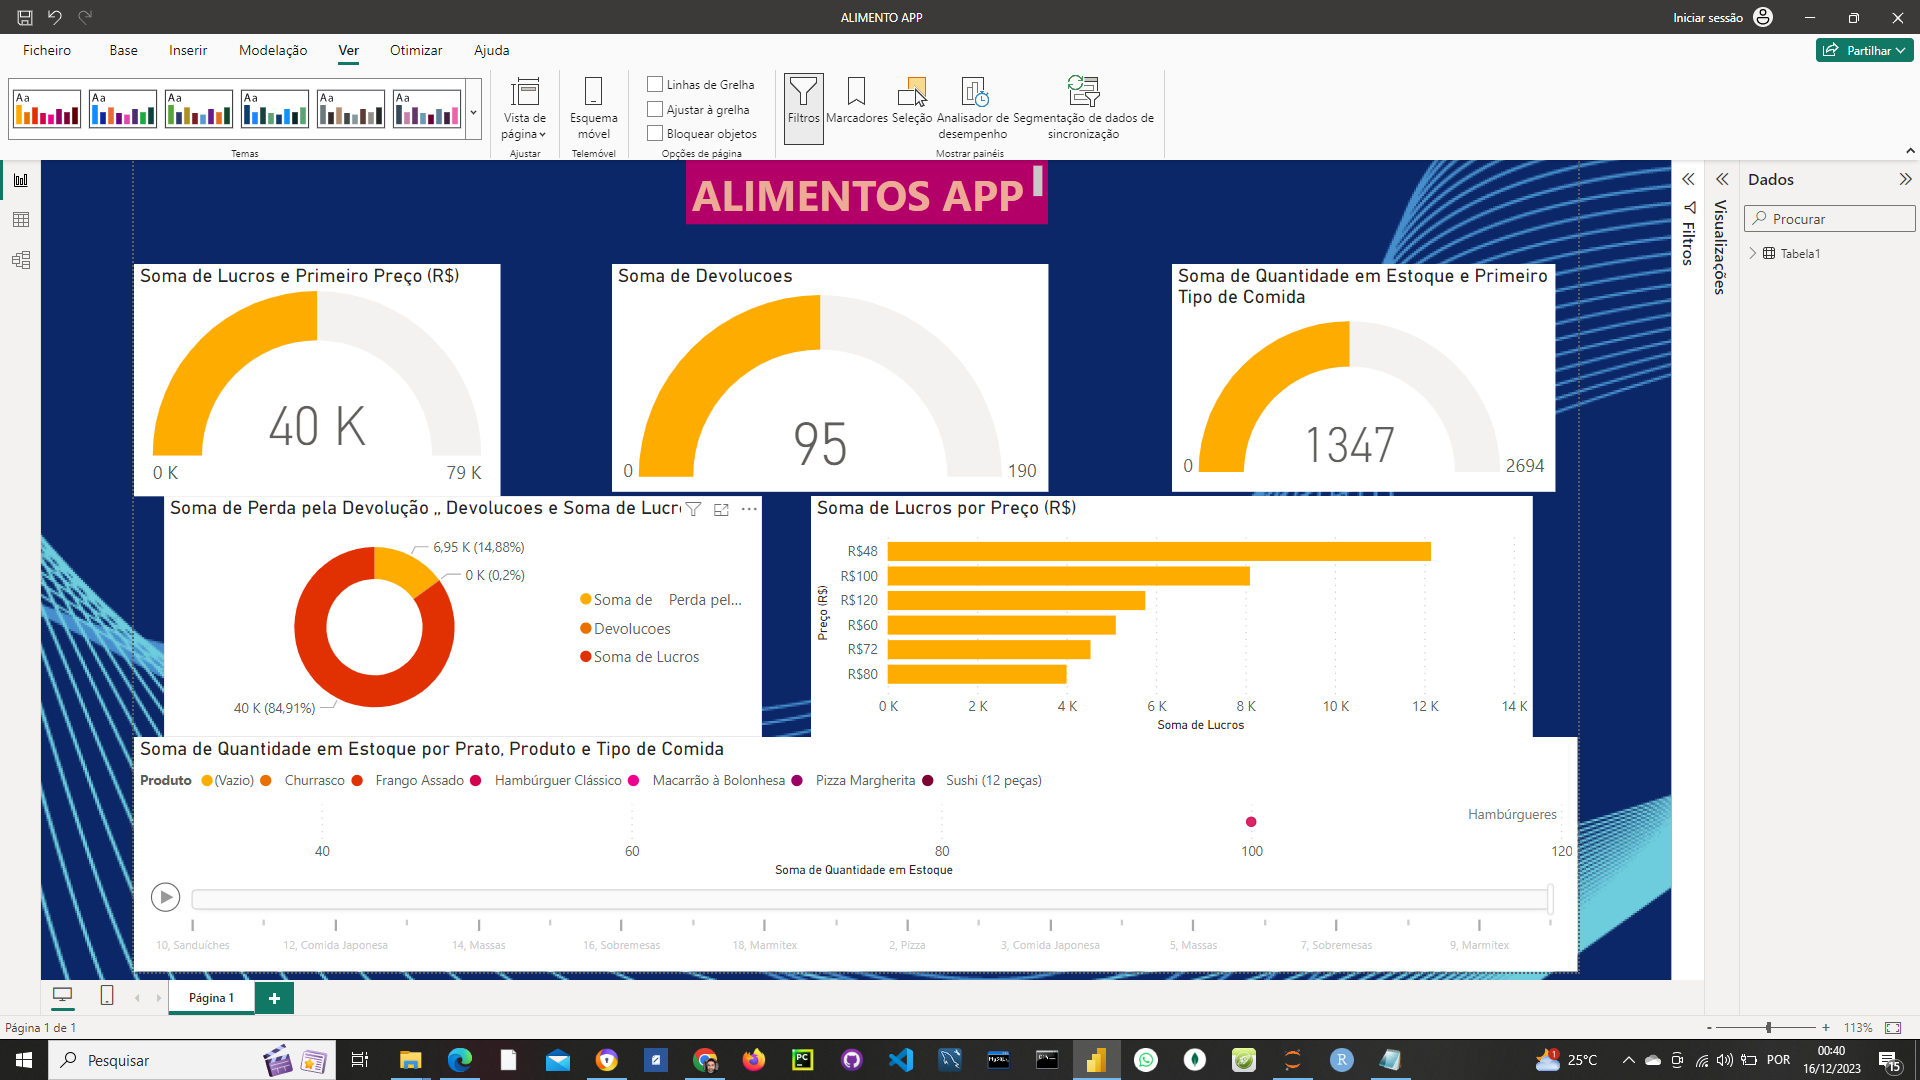 ALIMENTO APP
Iniciar sessão
Ficheiro Base Inserir Modelação Ver Otimizar Ajuda
Partilhar
Aa Aa Aa Aa Aa Aa
Temas
Vista de página
Ajustar
Esquema móvel
Telemóvel
Linhas de Grelha
Ajustar à grelha
Bloquear objetos
Opções de página
Filtros
Marcadores
Seleção
Analisador de desempenho
Segmentação de dados de sincronização
Mostrar painéis
ALIMENTOS APP
Filtros
Visualizações
Dados
Procurar
Tabela1
Soma de Lucros e Primeiro Preço (R$)
40 K
0 K 79 K
Soma de Devolucoes
95
0 190
Soma de Quantidade em Estoque e Primeiro
Tipo de Comida
1347
0 2694
Soma de Perda pela Devolução ,, Devolucoes e Soma de Lucr
6,95 K (14,88%)
0 K (0,2%)
40 K (84,91%)
Soma de Perda pel...
Devolucoes
Soma de Lucros
Soma de Lucros por Preço (R$)
Preço (R$)
R$48
R$100
R$120
R$60
R$72
R$80
0 K 2 K 4 K 6 K 8 K 10 K 12 K 14 K
Soma de Lucros
Soma de Quantidade em Estoque por Prato, Produto e Tipo de Comida
Produto (Vazio) Churrasco Frango Assado Hambúrguer Clássico Macarrão à Bolonhesa Pizza Margherita Sushi (12 peças)
Hambúrgueres
40 60 80 100 120
Soma de Quantidade em Estoque
10, Sanduíches 12, Comida Japonesa 14, Massas 16, Sobremesas 18, Marmitex 2, Pizza 3, Comida Japonesa 5, Massas 7, Sobremesas 9, Marmitex
Página 1
Página 1 de 1
- + 113%
Pesquisar
25°C
POR
00:40
16/12/2023
15